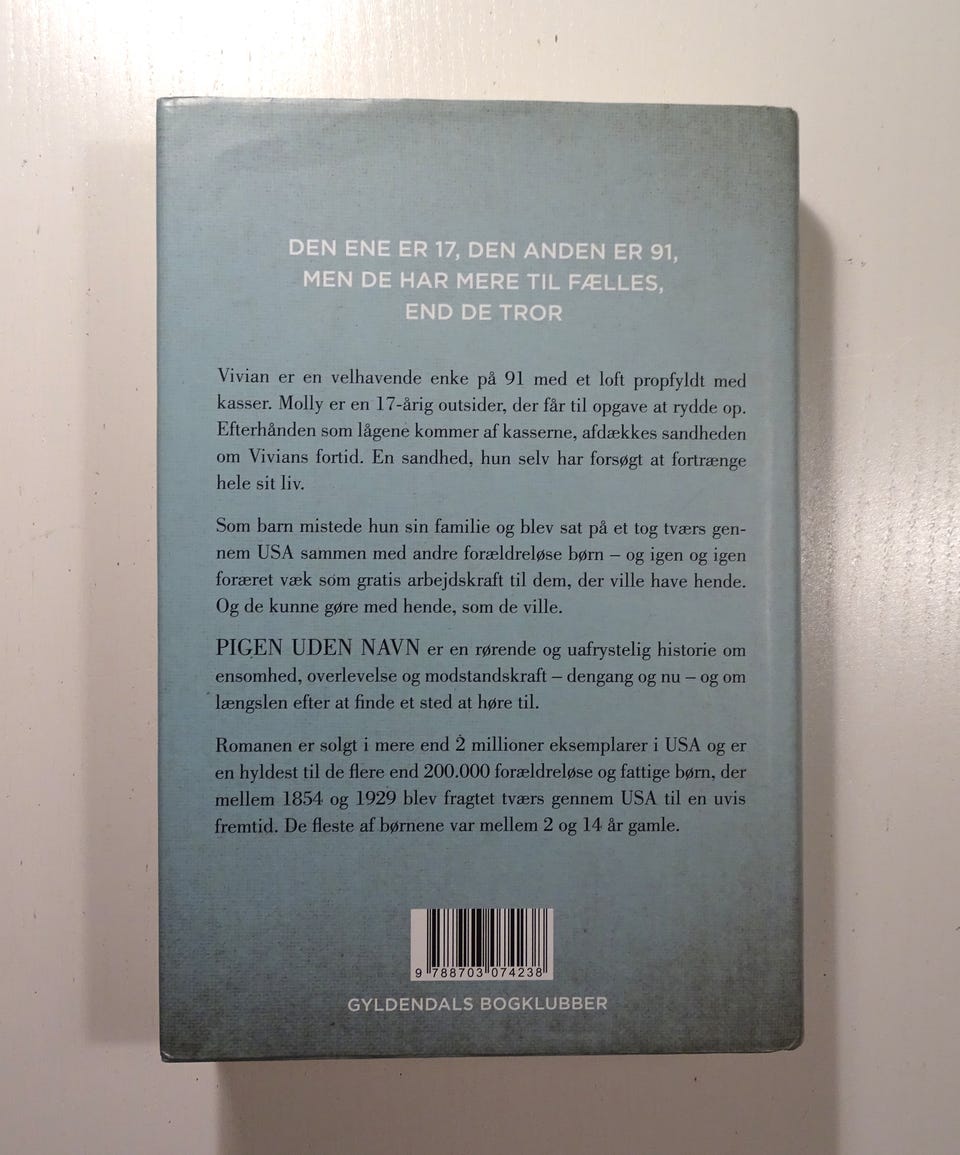 DEN ENE ER 17, DEN ANDEN ER 91,
MEN DE HAR MERE TIL FÆLLES,
END DE TROR
Vivian er en velhavende enke på 91 med et loft propfyldt med
kasser. Molly er en 17-årig outsider, der får til opgave at rydde op.
Efterhånden som lågene kommer af kasserne, afdækkes sandheden
om Vivians fortid. En sandhed, hun selv har forsøgt at fortrænge
hele sit liv.
Som barn mistede hun sin familie og blev sat på et tog tværs gen-
nem USA sammen med andre forældreløse børn – og igen og igen
foræret væk som gratis arbejdskraft til dem, der ville have hende.
Og de kunne gøre med hende, som de ville.
PIGEN UDEN NAVN er en rørende og uafrystelig historie om
ensomhed, overlevelse og modstandskraft – dengang og nu – og om
længslen efter at finde et sted at høre til.
Romanen er solgt i mere end 2 millioner eksemplarer i USA og er
en hyldest til de flere end 200.000 forældreløse og fattige børn, der
mellem 1854 og 1929 blev fragtet tværs gennem USA til en uvis
fremtid. De fleste af børnene var mellem 2 og 14 år gamle.
9 788703 074238
GYLDENDALS BOGKLUBBER